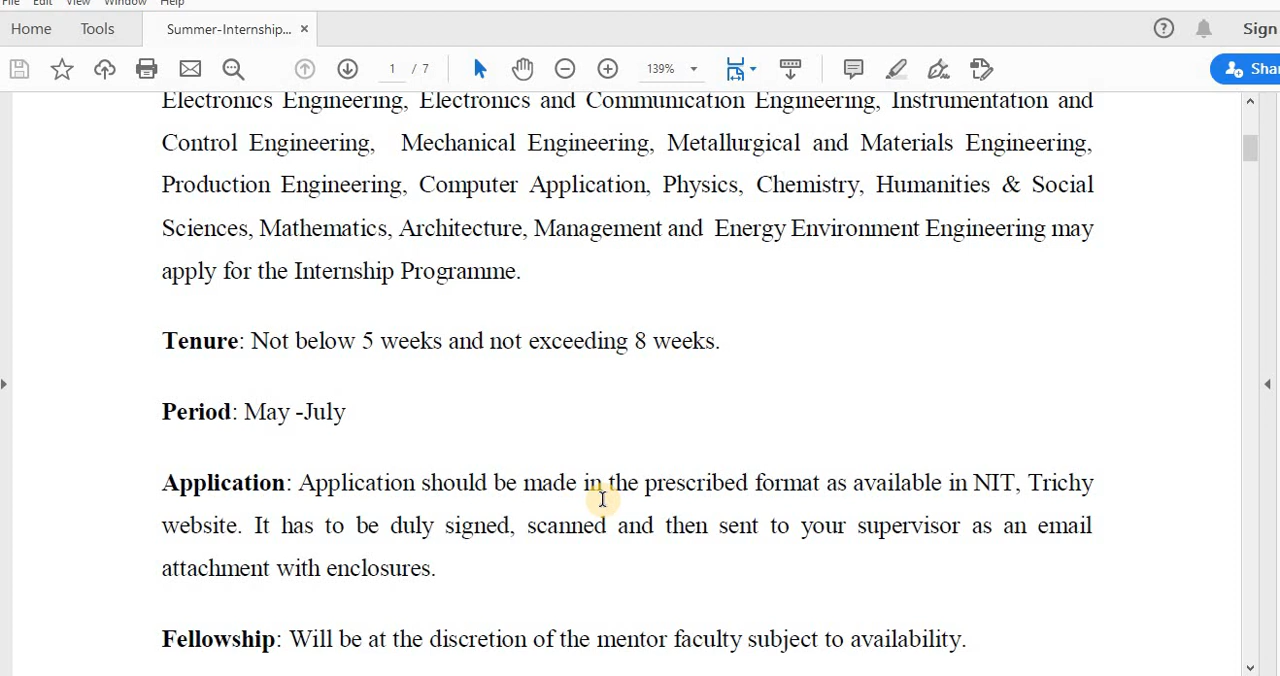 File Edit View Window Help
Home Tools Summer-Internship... × Sign
1 / 7 139% Shar
Electronics Engineering, Electronics and Communication Engineering, Instrumentation and
Control Engineering, Mechanical Engineering, Metallurgical and Materials Engineering,
Production Engineering, Computer Application, Physics, Chemistry, Humanities & Social
Sciences, Mathematics, Architecture, Management and Energy Environment Engineering may
apply for the Internship Programme.
Tenure: Not below 5 weeks and not exceeding 8 weeks.
Period: May -July
Application: Application should be made in the prescribed format as available in NIT, Trichy
website. It has to be duly signed, scanned and then sent to your supervisor as an email
attachment with enclosures.
Fellowship: Will be at the discretion of the mentor faculty subject to availability.